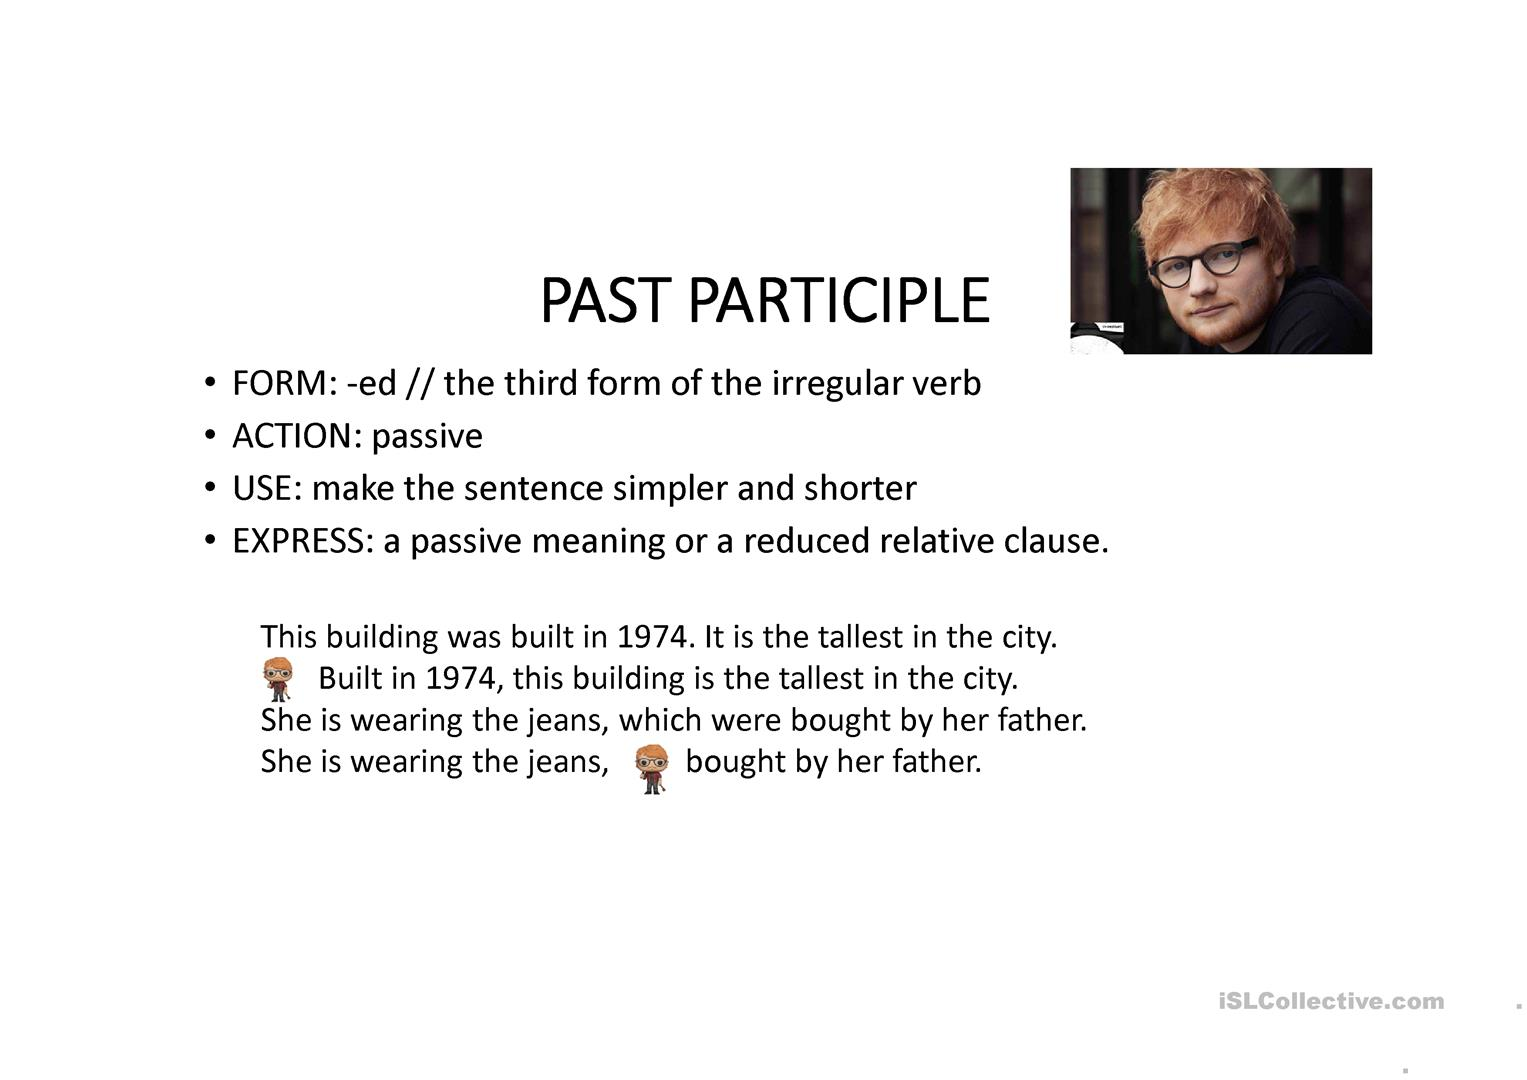 PAST PARTICIPLE
• FORM: -ed // the third form of the irregular verb
• ACTION: passive
• USE: make the sentence simpler and shorter
• EXPRESS: a passive meaning or a reduced relative clause.
This building was built in 1974. It is the tallest in the city.
Built in 1974, this building is the tallest in the city.
She is wearing the jeans, which were bought by her father.
She is wearing the jeans, bought by her father.
iSLCollective.com